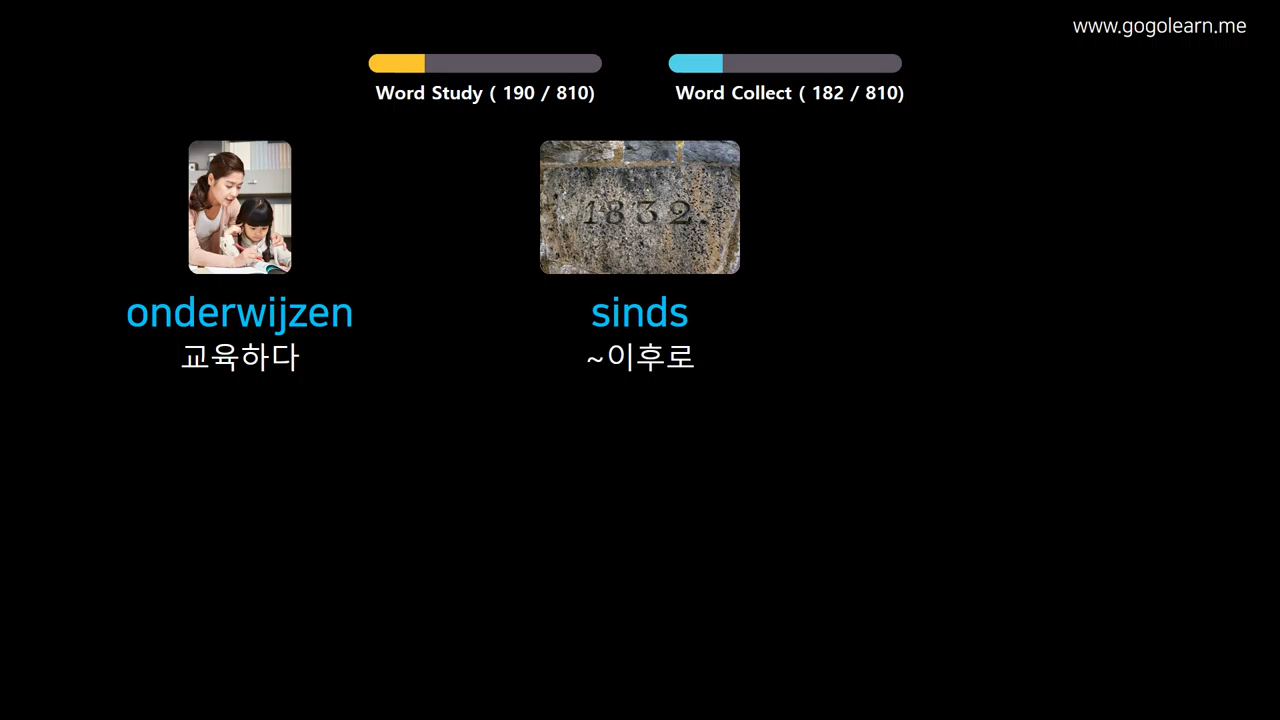 www.gogolearn.me
Word Study ( 190 / 810)
Word Collect ( 182 / 810)
1832.
onderwijzen
sinds
교육하다
~이후로